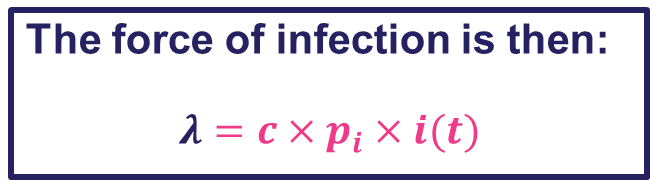 The force of infection is then:
λ = c × pᵢ × i(t)